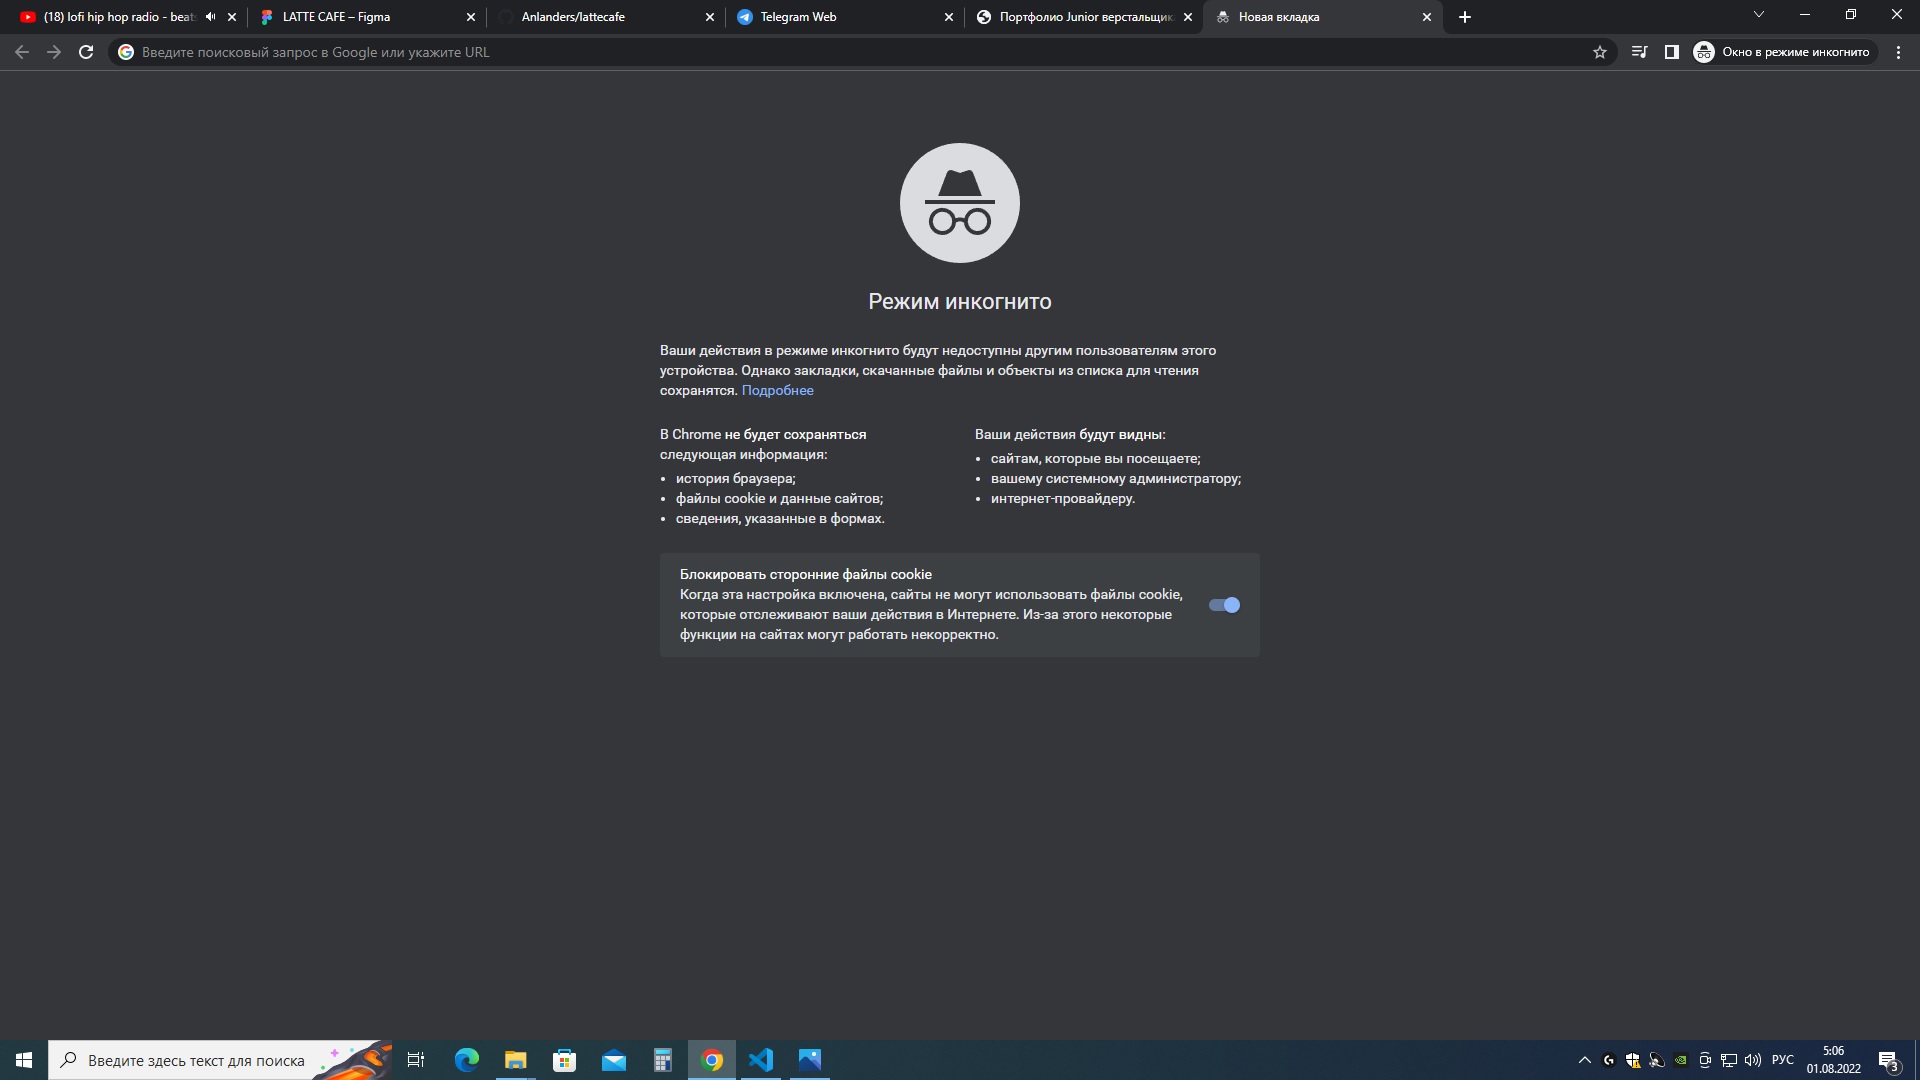 (18) lofi hip hop radio - beat
LATTE CAFE – Figma
Anlanders/lattecafe
Telegram Web
Портфолио Junior верстальщик
Новая вкладка
Введите поисковый запрос в Google или укажите URL
Окно в режиме инкогнито
Режим инкогнито
Ваши действия в режиме инкогнито будут недоступны другим пользователям этого
устройства. Однако закладки, скачанные файлы и объекты из списка для чтения
сохранятся. Подробнее
В Chrome не будет сохраняться
следующая информация:
• история браузера;
• файлы cookie и данные сайтов;
• сведения, указанные в формах.
Ваши действия будут видны:
• сайтам, которые вы посещаете;
• вашему системному администратору;
• интернет-провайдеру.
Блокировать сторонние файлы cookie
Когда эта настройка включена, сайты не могут использовать файлы cookie,
которые отслеживают ваши действия в Интернете. Из-за этого некоторые
функции на сайтах могут работать некорректно.
Введите здесь текст для поиска
РУС
5:06
01.08.2022
3